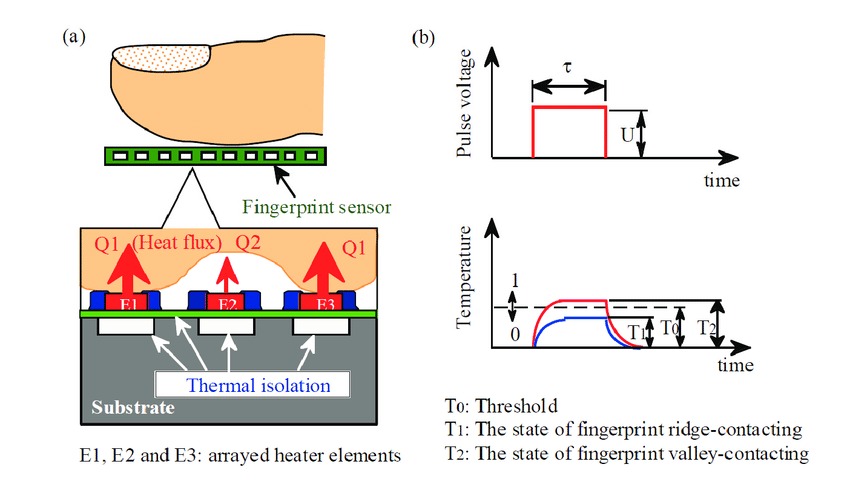 (a)
Fingerprint sensor
Q1 (Heat flux) Q2 Q1
E1 E2 E3
Thermal isolation
Substrate
E1, E2 and E3: arrayed heater elements
(b)
Pulse voltage
τ
U
time
Temperature
1
0
T1 T0 T2
time
T0: Threshold
T1: The state of fingerprint ridge-contacting
T2: The state of fingerprint valley-contacting